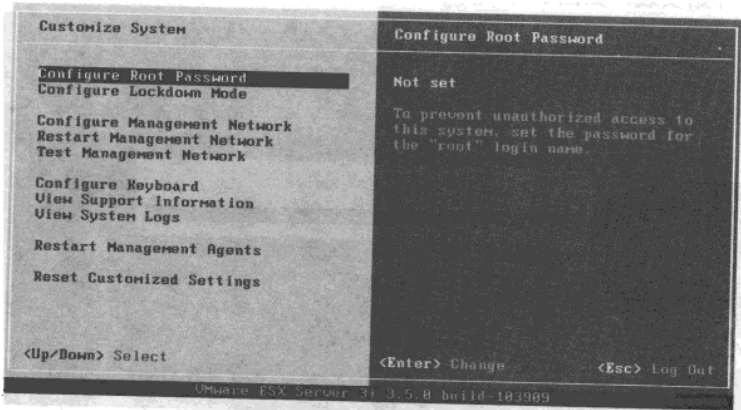 Customize System
Configure Root Password
Configure Lockdown Mode
Configure Management Network
Restart Management Network
Test Management Network
Configure Keyboard
View Support Information
View System Logs
Restart Management Agents
Reset Customized Settings
<Up/Down> Select
Configure Root Password
Not set
To prevent unauthorized access to
this system, set the password for
the "root" login name.
<Enter> Change
<Esc> Log Out
VMware ESX Server 3i 3.5.0 build-103909